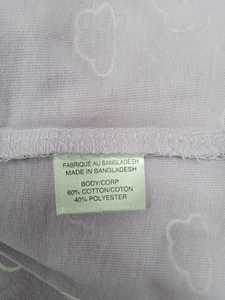 FABRIQUÉ AU BANGLADESH
MADE IN BANGLADESH
BODY/CORP
60% COTTON/COTON
40% POLYESTER